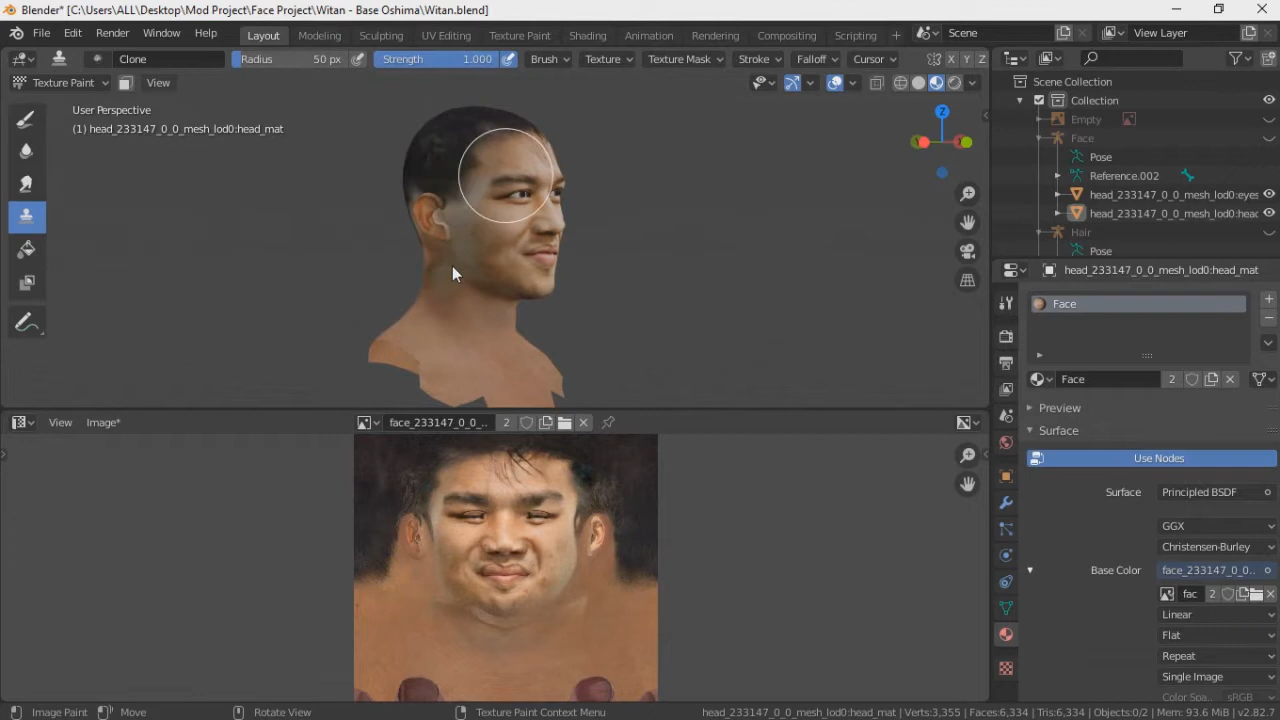 Blender* [C:\Users\ALL\Desktop\Mod Project\Face Project\Witan - Base Oshima\Witan.blend]
File Edit Render Window Help Layout Modeling Sculpting UV Editing Texture Paint Shading Animation Rendering Compositing Scripting Scene View Layer
Clone Radius 50 px Strength 1.000 Brush Texture Texture Mask Stroke Falloff Cursor X Y Z
Texture Paint View
User Perspective
(1) head_233147_0_0_mesh_lod0:head_mat
Z
Scene Collection
Collection
Empty
Face
Pose
Reference.002
head_233147_0_0_mesh_lod0:eyes
head_233147_0_0_mesh_lod0:head
Hair
Pose
head_233147_0_0_mesh_lod0:head_mat
Face
Face 2
Preview
View Image* face_233147_0_0_.. 2
Surface
Use Nodes
Surface Principled BSDF
GGX
Christensen-Burley
Base Color face_233147_0_0..
fac 2
Linear
Flat
Repeat
Single Image
Color Spa.. sRGB
Image Paint Move Rotate View Texture Paint Context Menu head_233147_0_0_mesh_lod0:head_mat | Verts:3,355 | Faces:6,334 | Tris:6,334 | Objects:0/2 | Mem: 93.6 MiB | v2.82.7